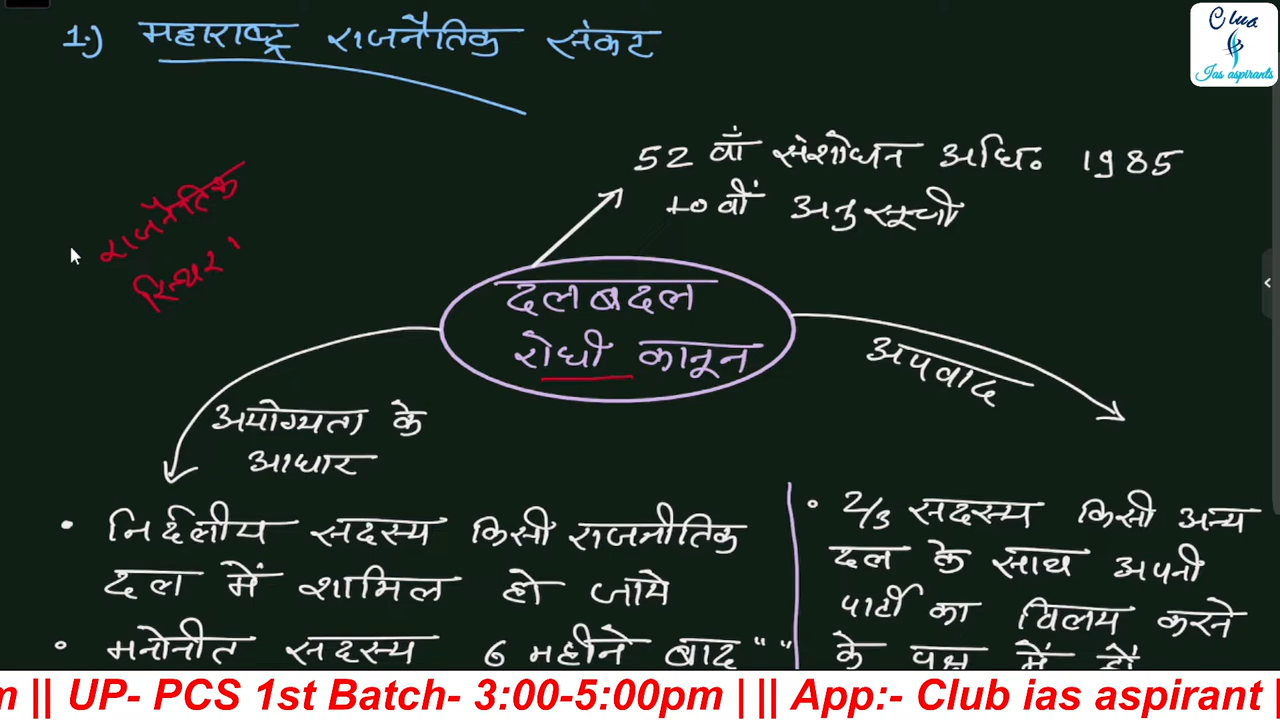 Club
Ias aspirants
1.) महाराष्ट्र राजनैतिक संकट
52 वाँ संशोधन अधि० 1985
10वीं अनुसूची
राजनैतिक
दलबदल
रोधी कानून
अपवाद
अयोग्यता के
आधार
• निर्दलीय सदस्य किसी राजनीतिक
दल में शामिल हो जाये
• मनोनीत सदस्य 6 महीने बाद " "
• 2/3 सदस्य किसी अन्य
दल के साथ अपनी
पार्टी का विलय करने
के पक्ष में हों
m || UP- PCS 1st Batch- 3:00-5:00pm | || App:- Club ias aspirant |